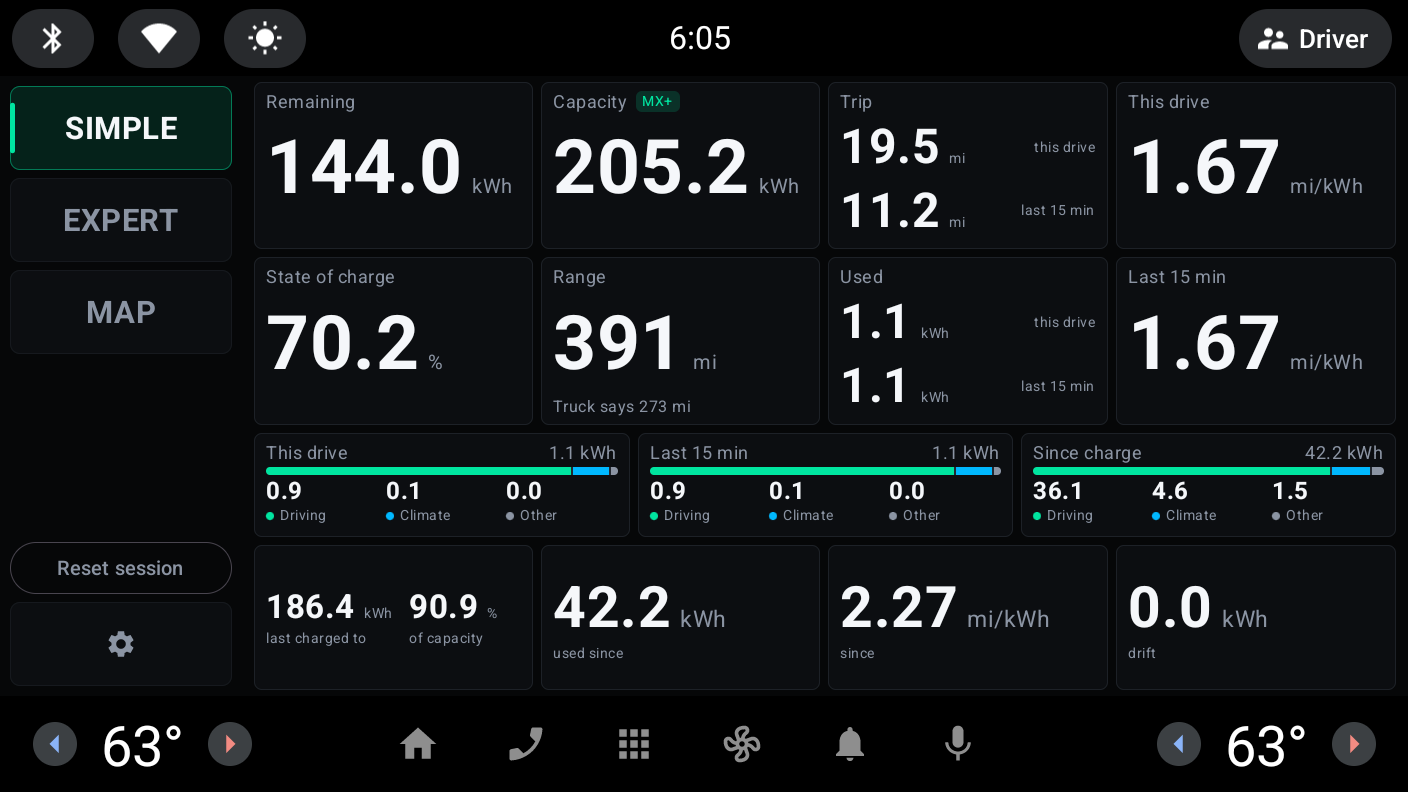 6:05
Driver
SIMPLE
EXPERT
MAP
Reset session
Remaining
144.0 kWh
Capacity MX+
205.2 kWh
Trip
19.5 mi this drive
11.2 mi last 15 min
This drive
1.67 mi/kWh
State of charge
70.2 %
Range
391 mi
Truck says 273 mi
Used
1.1 kWh this drive
1.1 kWh last 15 min
Last 15 min
1.67 mi/kWh
This drive 1.1 kWh
0.9 0.1 0.0
Driving Climate Other
Last 15 min 1.1 kWh
0.9 0.1 0.0
Driving Climate Other
Since charge 42.2 kWh
36.1 4.6 1.5
Driving Climate Other
186.4 kWh 90.9 %
last charged to of capacity
42.2 kWh
used since
2.27 mi/kWh
since
0.0 kWh
drift
63°
63°